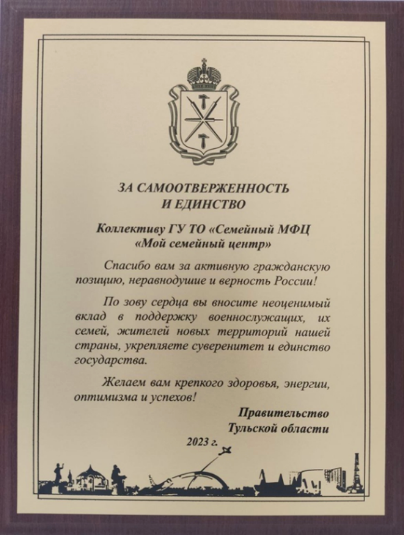 ЗА САМООТВЕРЖЕННОСТЬ
И ЕДИНСТВО
Коллективу ГУ ТО «Семейный МФЦ
«Мой семейный центр»
Спасибо вам за активную гражданскую
позицию, неравнодушие и верность России!
По зову сердца вы вносите неоценимый
вклад в поддержку военнослужащих, их
семей, жителей новых территорий нашей
страны, укрепляете суверенитет и единство
государства.
Желаем вам крепкого здоровья, энергии,
оптимизма и успехов!
Правительство
Тульской области
2023 г.